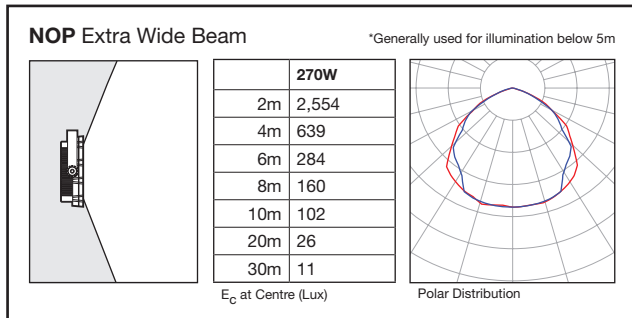 NOP Extra Wide Beam
*Generally used for illumination below 5m
270W
2m 2,554
4m 639
6m 284
8m 160
10m 102
20m 26
30m 11
E_C at Centre (Lux)
Polar Distribution